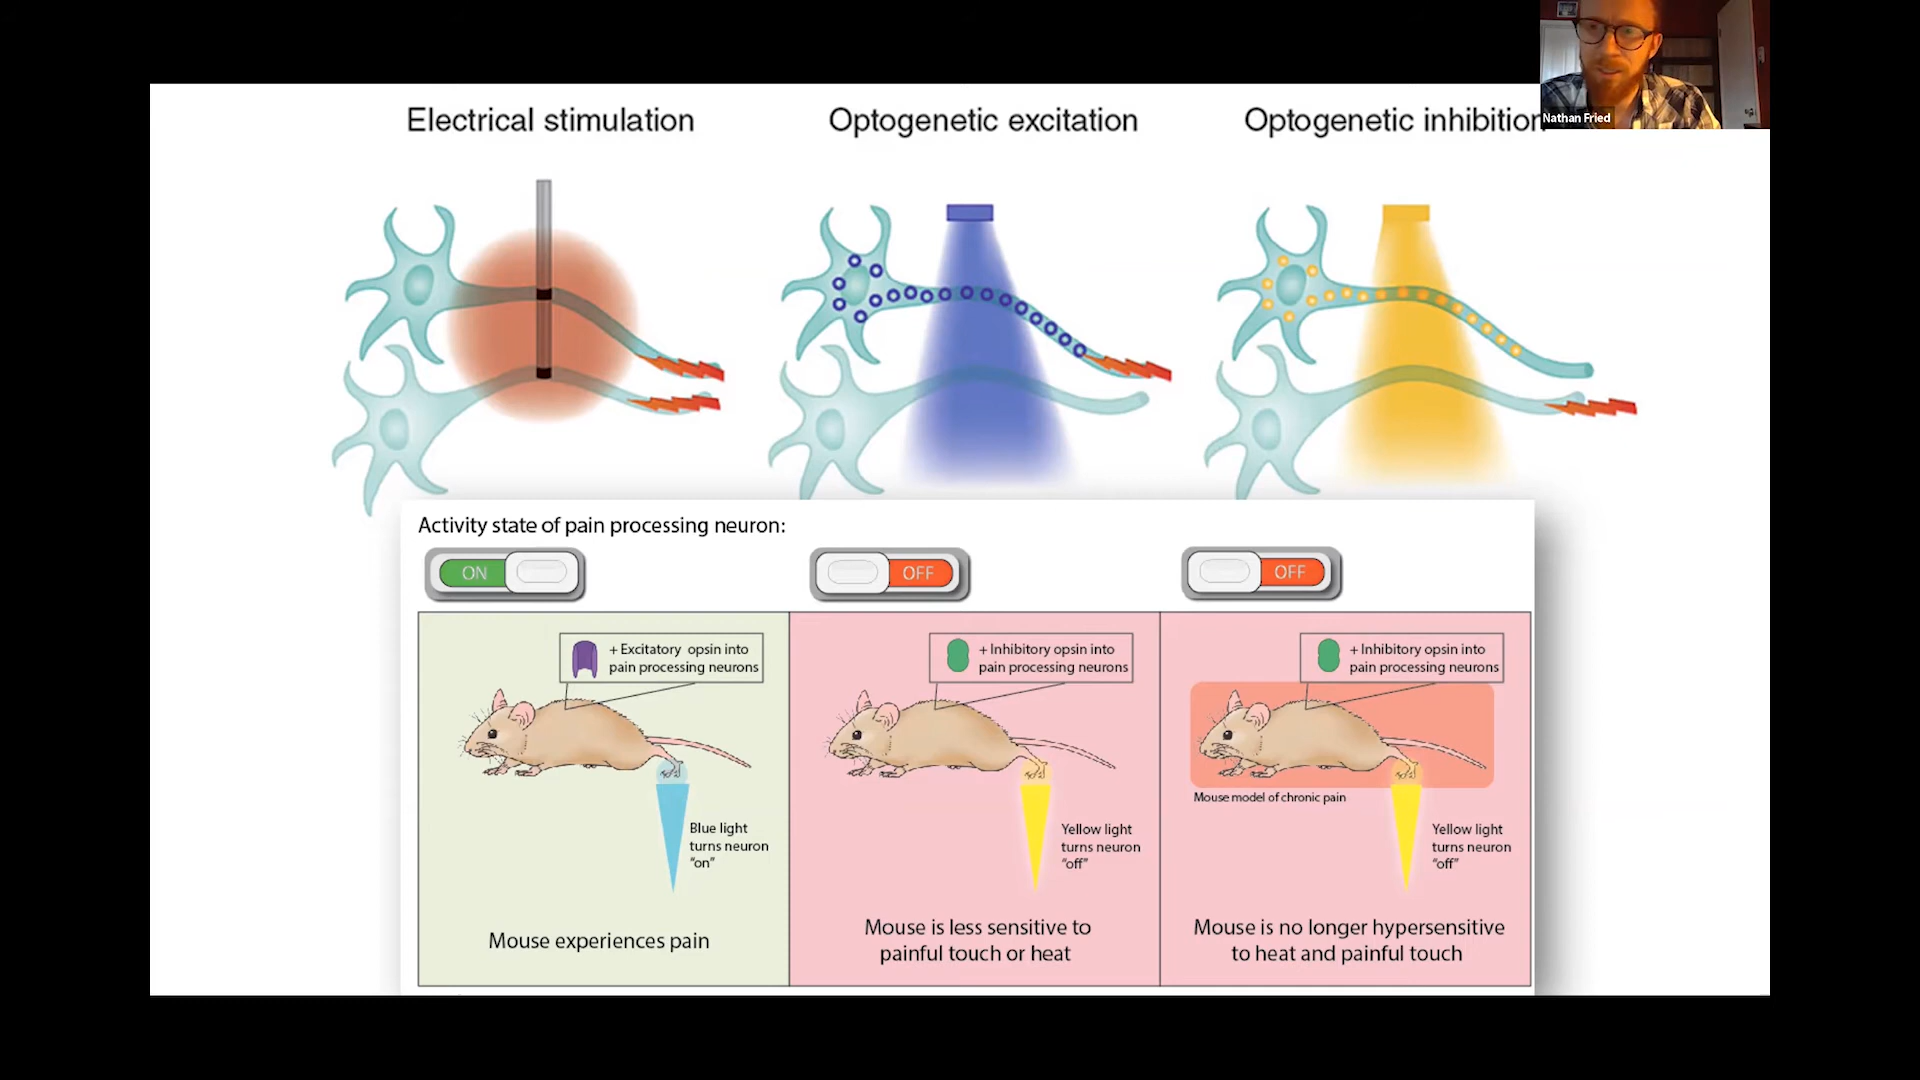 Electrical stimulation
Optogenetic excitation
Optogenetic inhibition
Nathan Fried
Activity state of pain processing neuron:
ON
OFF
OFF
+ Excitatory opsin into
pain processing neurons
+ Inhibitory opsin into
pain processing neurons
+ Inhibitory opsin into
pain processing neurons
Mouse model of chronic pain
Blue light
turns neuron
"on"
Yellow light
turns neuron
"off"
Yellow light
turns neuron
"off"
Mouse experiences pain
Mouse is less sensitive to
painful touch or heat
Mouse is no longer hypersensitive
to heat and painful touch